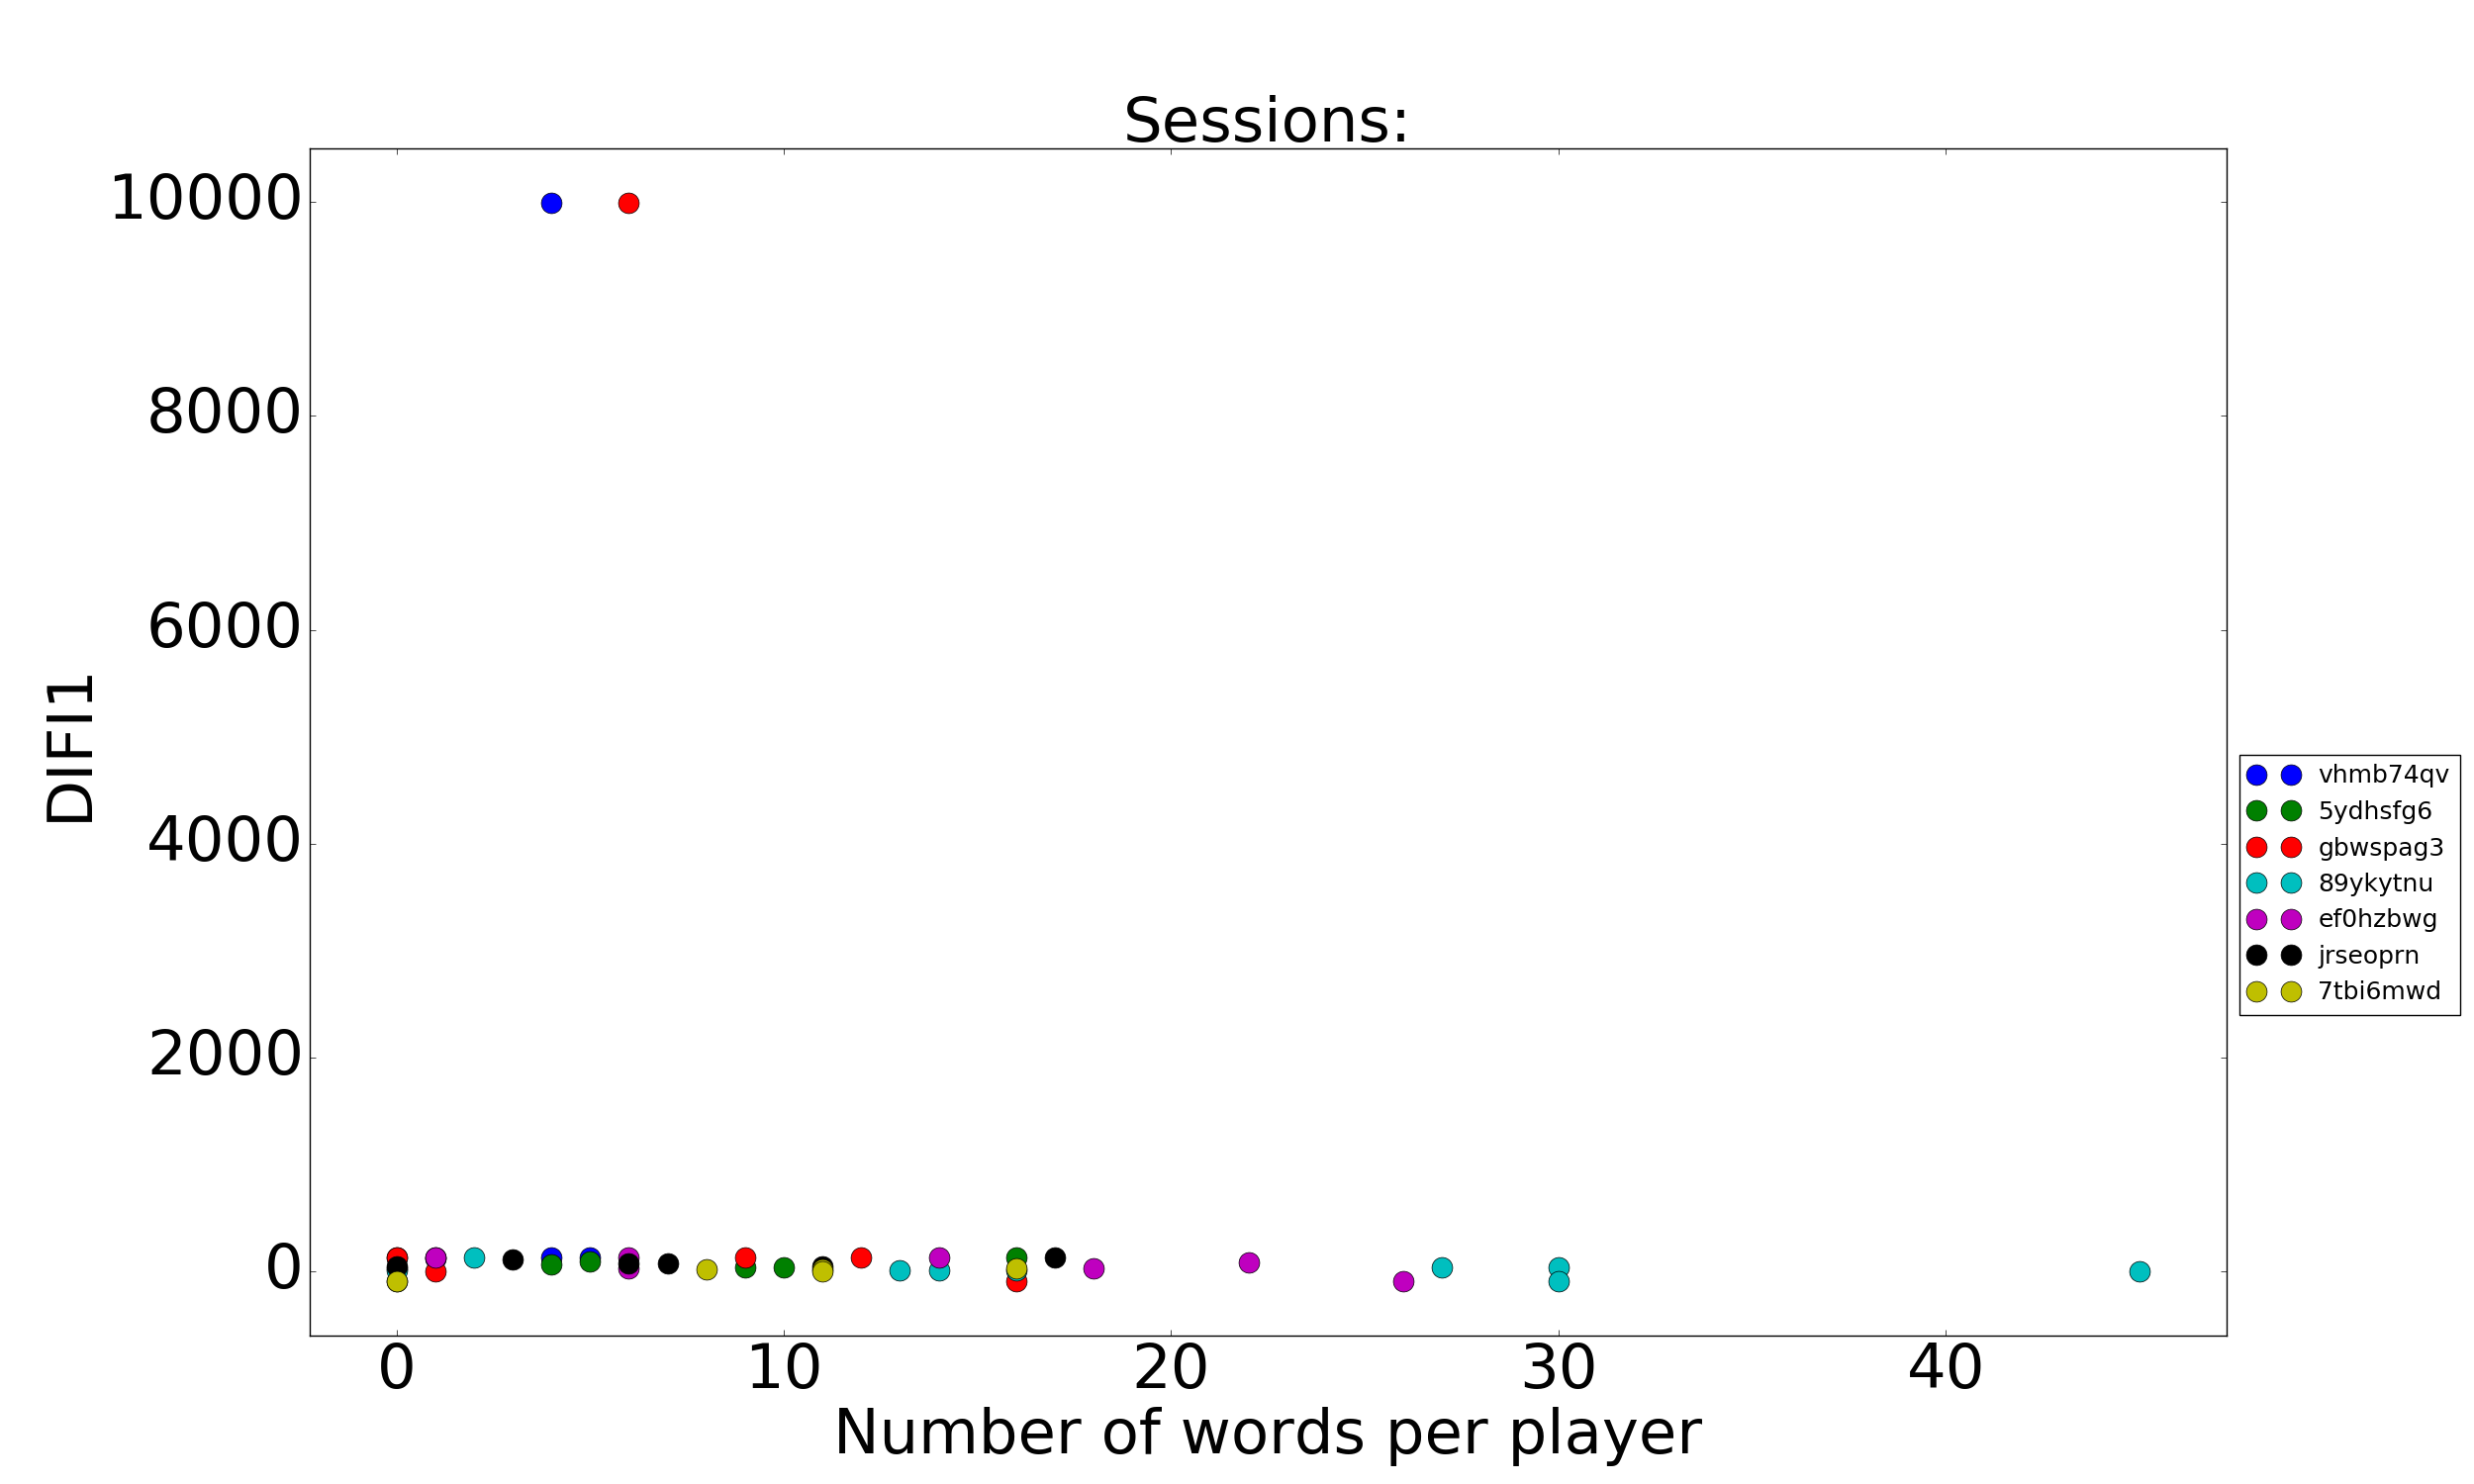 Sessions:
10000
8000
6000
4000
2000
0
DIFI1
0 10 20 30 40
Number of words per player
vhmb74qv
5ydhsfg6
gbwspag3
89ykytnu
ef0hzbwg
jrseoprn
7tbi6mwd